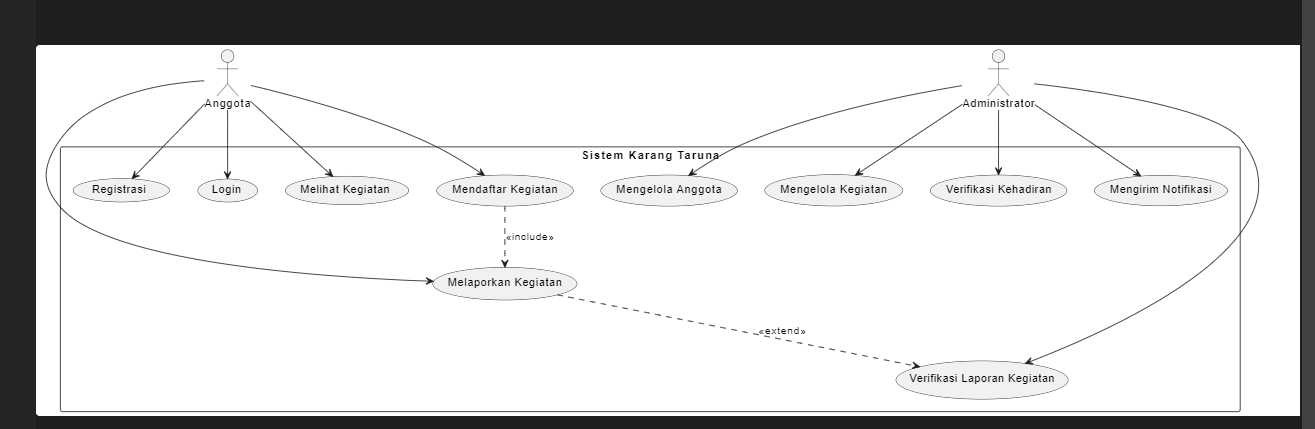 Anggota
Administrator
Sistem Karang Taruna
Registrasi
Login
Melihat Kegiatan
Mendaftar Kegiatan
Mengelola Anggota
Mengelola Kegiatan
Verifikasi Kehadiran
Mengirim Notifikasi
«include»
Melaporkan Kegiatan
«extend»
Verifikasi Laporan Kegiatan